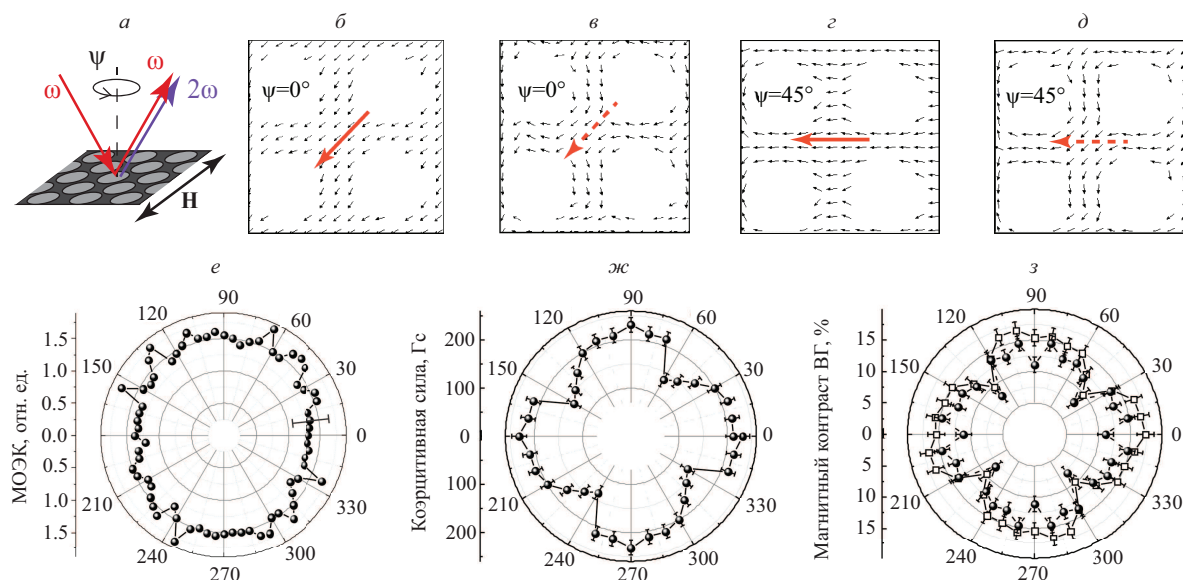 а
б
в
г
д
ψ
ω
ω
2ω
H
ψ=0°
ψ=0°
ψ=45°
ψ=45°
е
МОЭК, отн. ед.
1.5
1.0
0.5
0.0
0.5
1.0
1.5
90
60
30
0
330
300
270
240
210
150
120
ж
Коэрцитивная сила, Гс
200
100
0
100
200
90
60
30
0
330
300
270
240
210
150
120
з
Магнитный контраст ВГ, %
15
10
5
0
5
10
15
90
60
30
0
330
300
270
240
210
150
120